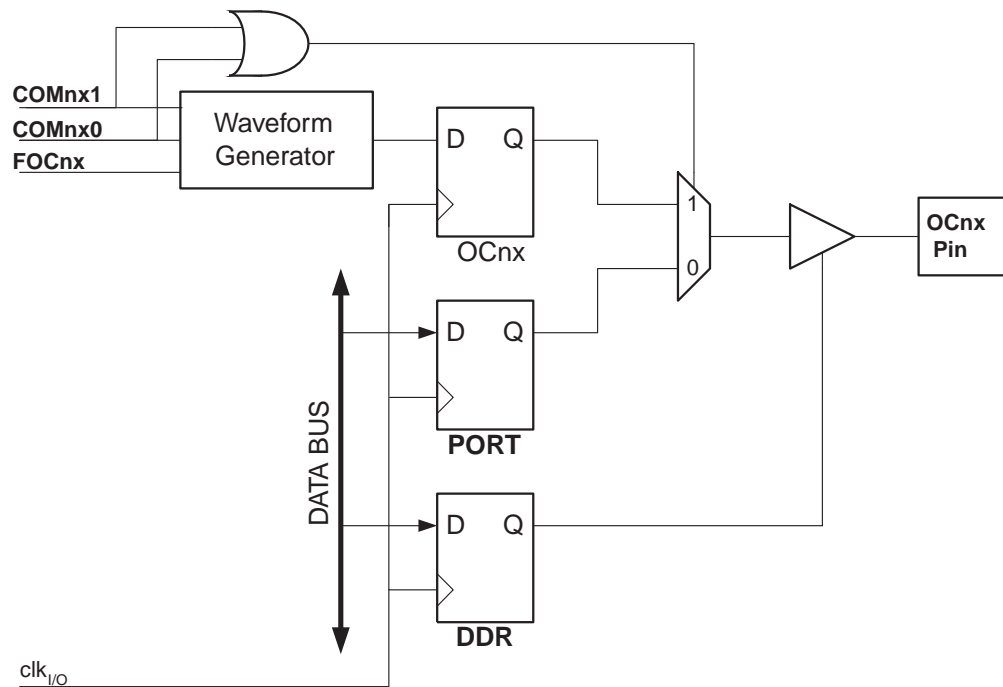 COMnx1
COMnx0
FOCnx
Waveform
Generator
D Q
OCnx
1
0
OCnx
Pin
D Q
PORT
D Q
DDR
DATA BUS
clkI/O